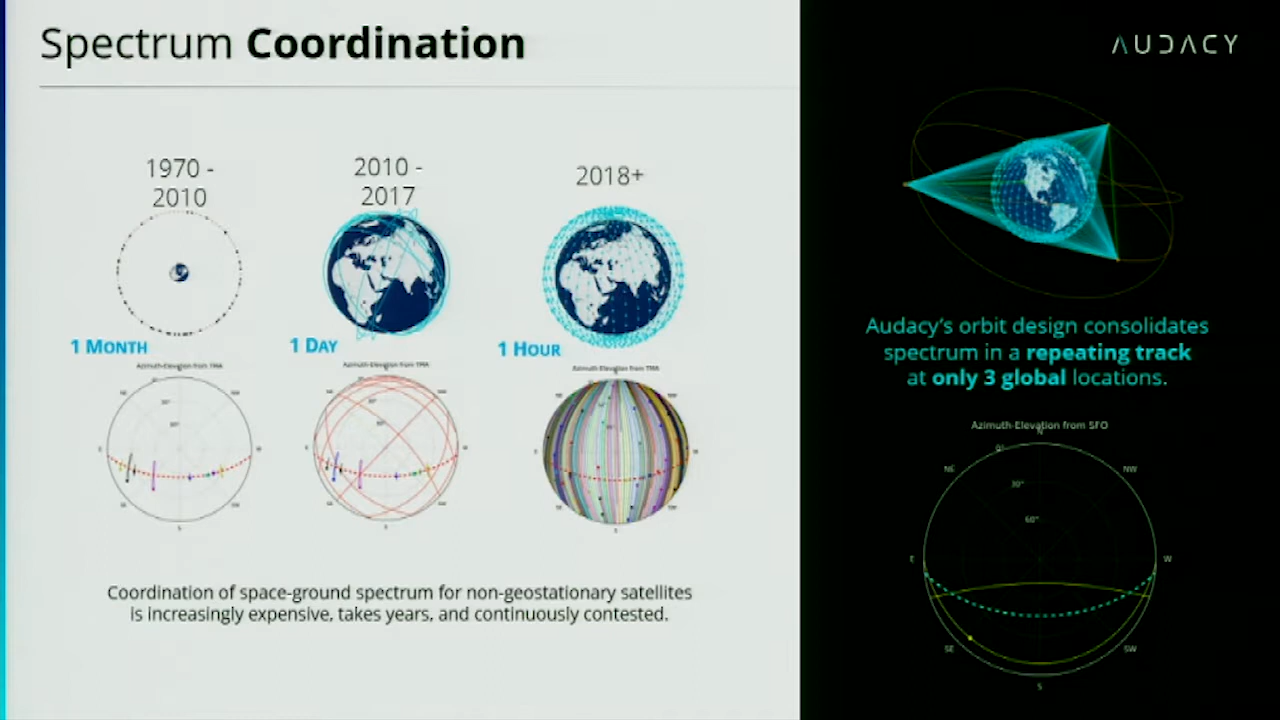 Spectrum Coordination
AUDACY
1970 -
2010
2010 -
2017
2018+
1 MONTH
1 DAY
1 HOUR
Azimuth-Elevation from TMA
Azimuth-Elevation from TMA
Azimuth-Elevation from TMA
Coordination of space-ground spectrum for non-geostationary satellites
is increasingly expensive, takes years, and continuously contested.
Audacy's orbit design consolidates
spectrum in a repeating track
at only 3 global locations.
Azimuth-Elevation from SFO
N
0°
NE
NW
30°
60°
E
W
SE
SW
S